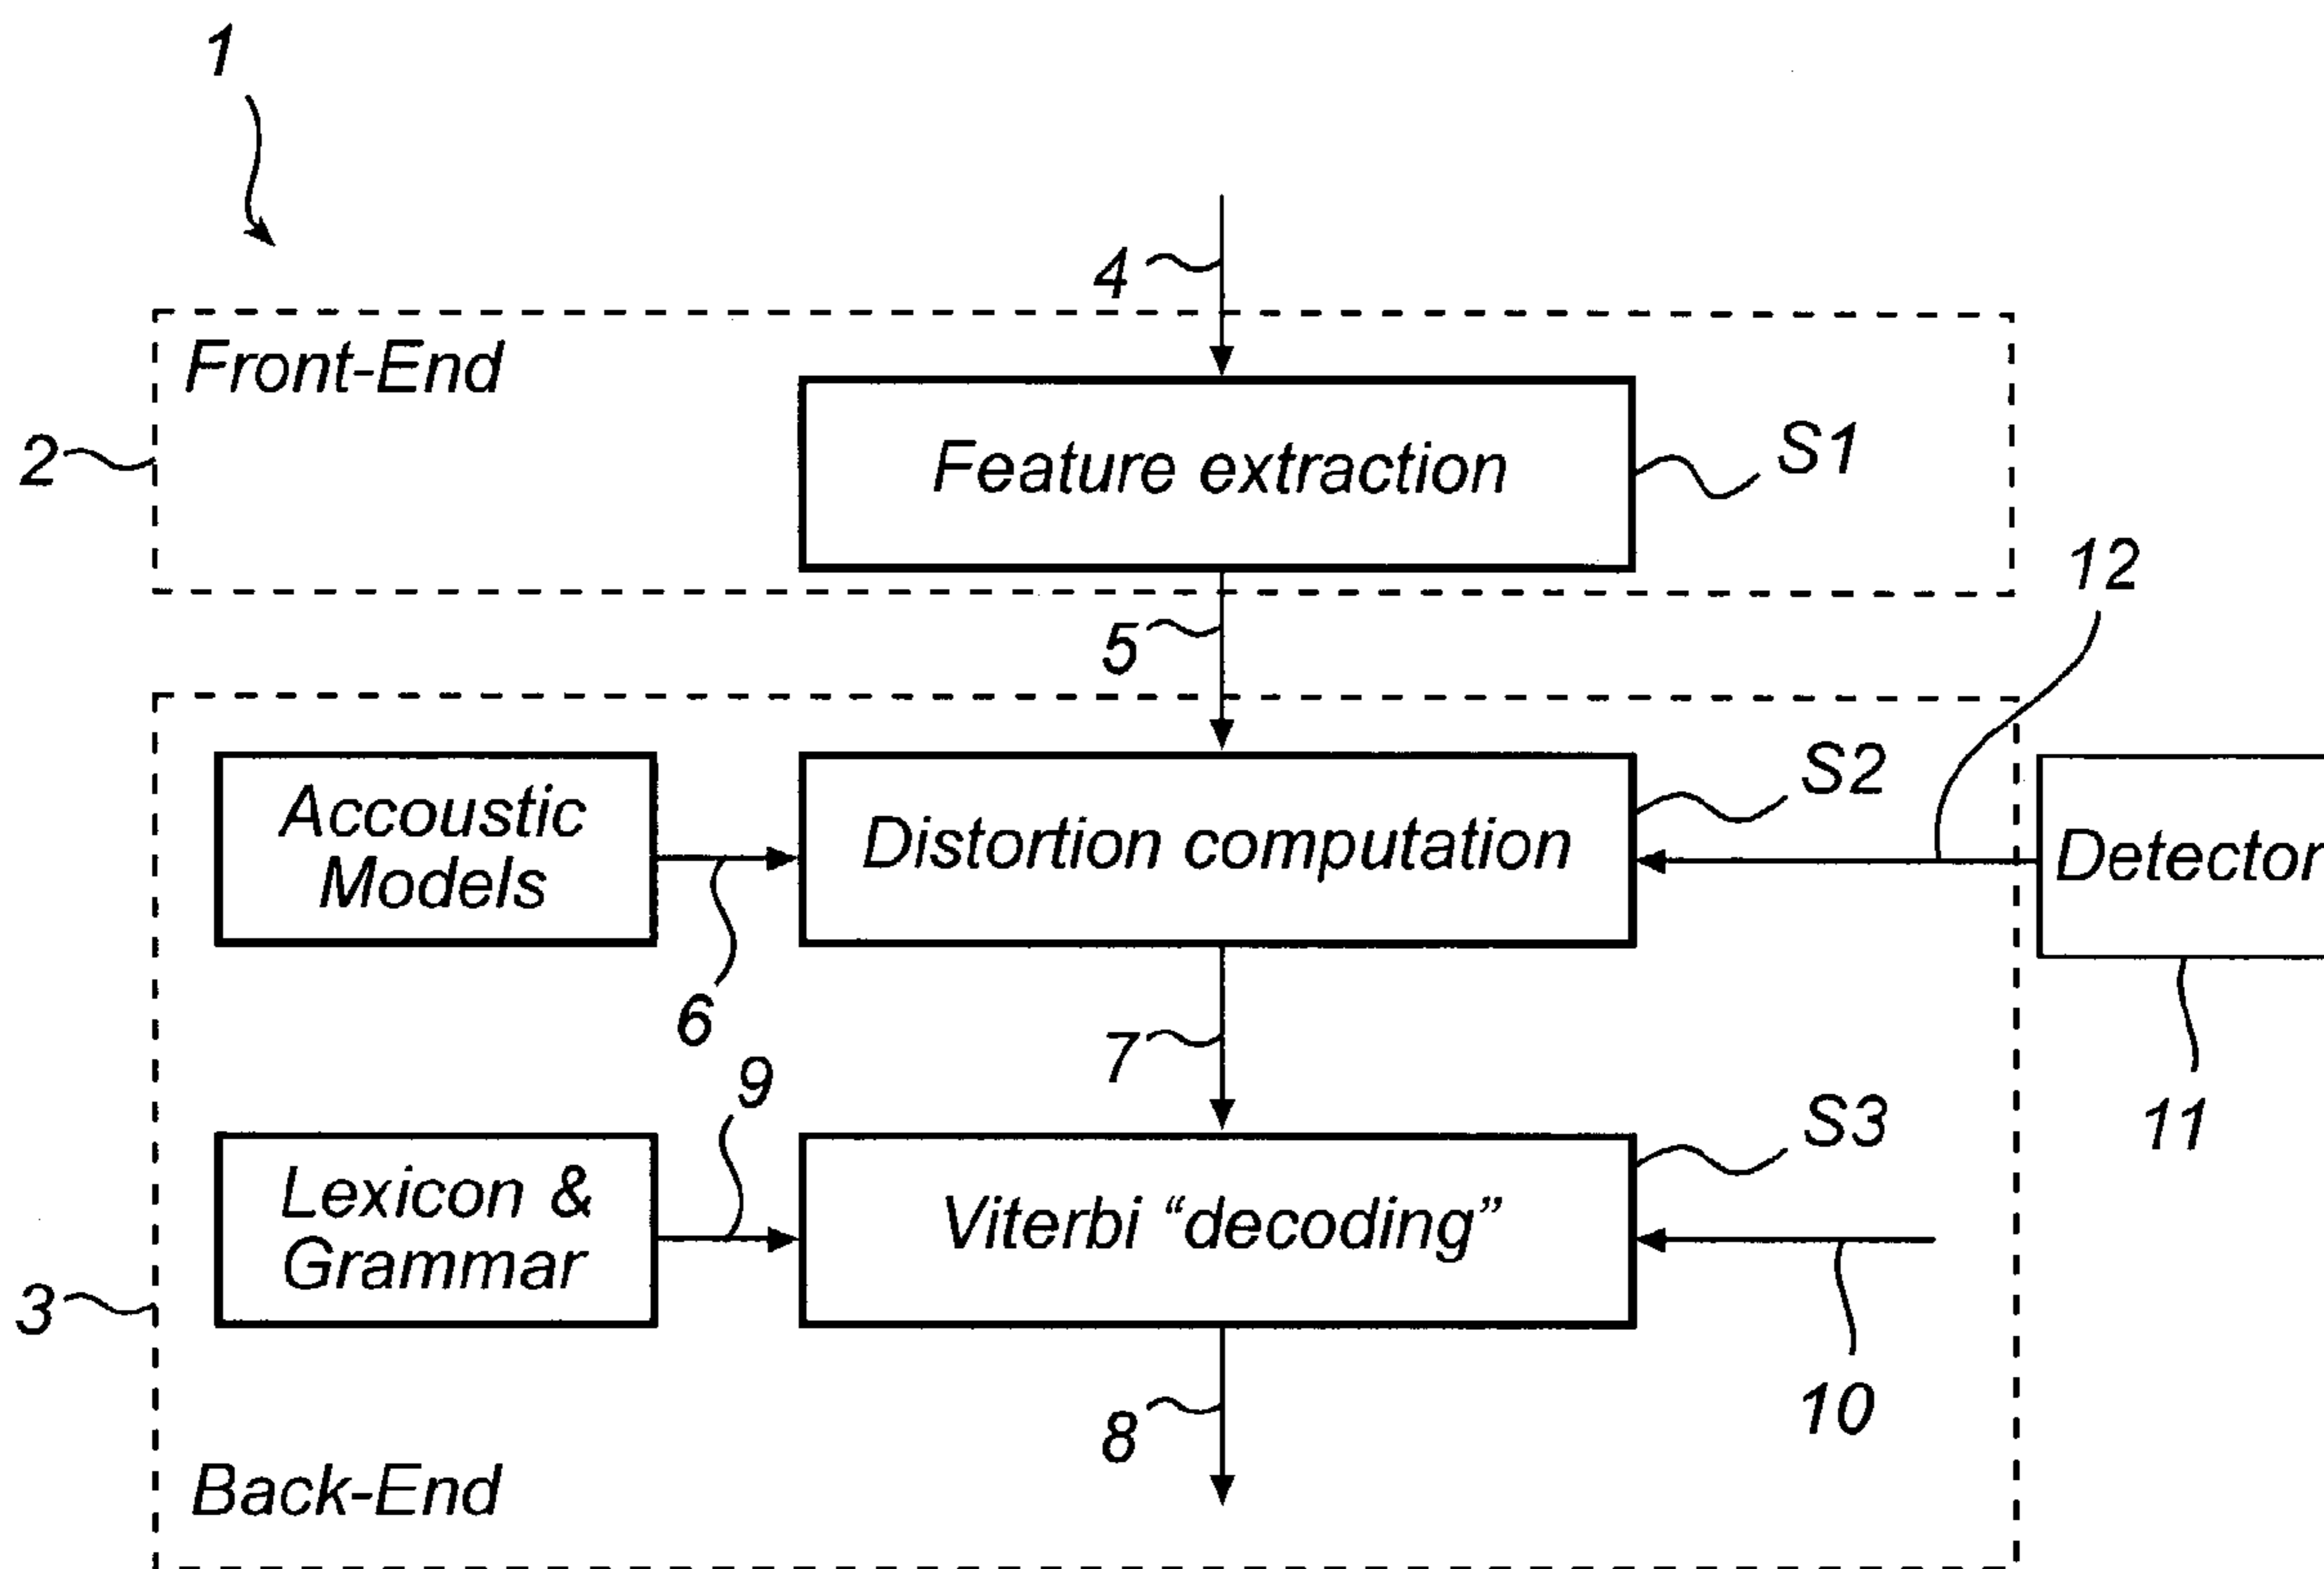 1
4
Front-End
2
Feature extraction
S1
12
5
Accoustic
Models
Distortion computation
S2
Detector
6
7
9
11
Lexicon &
Grammar
Viterbi “decoding”
S3
3
8
10
Back-End